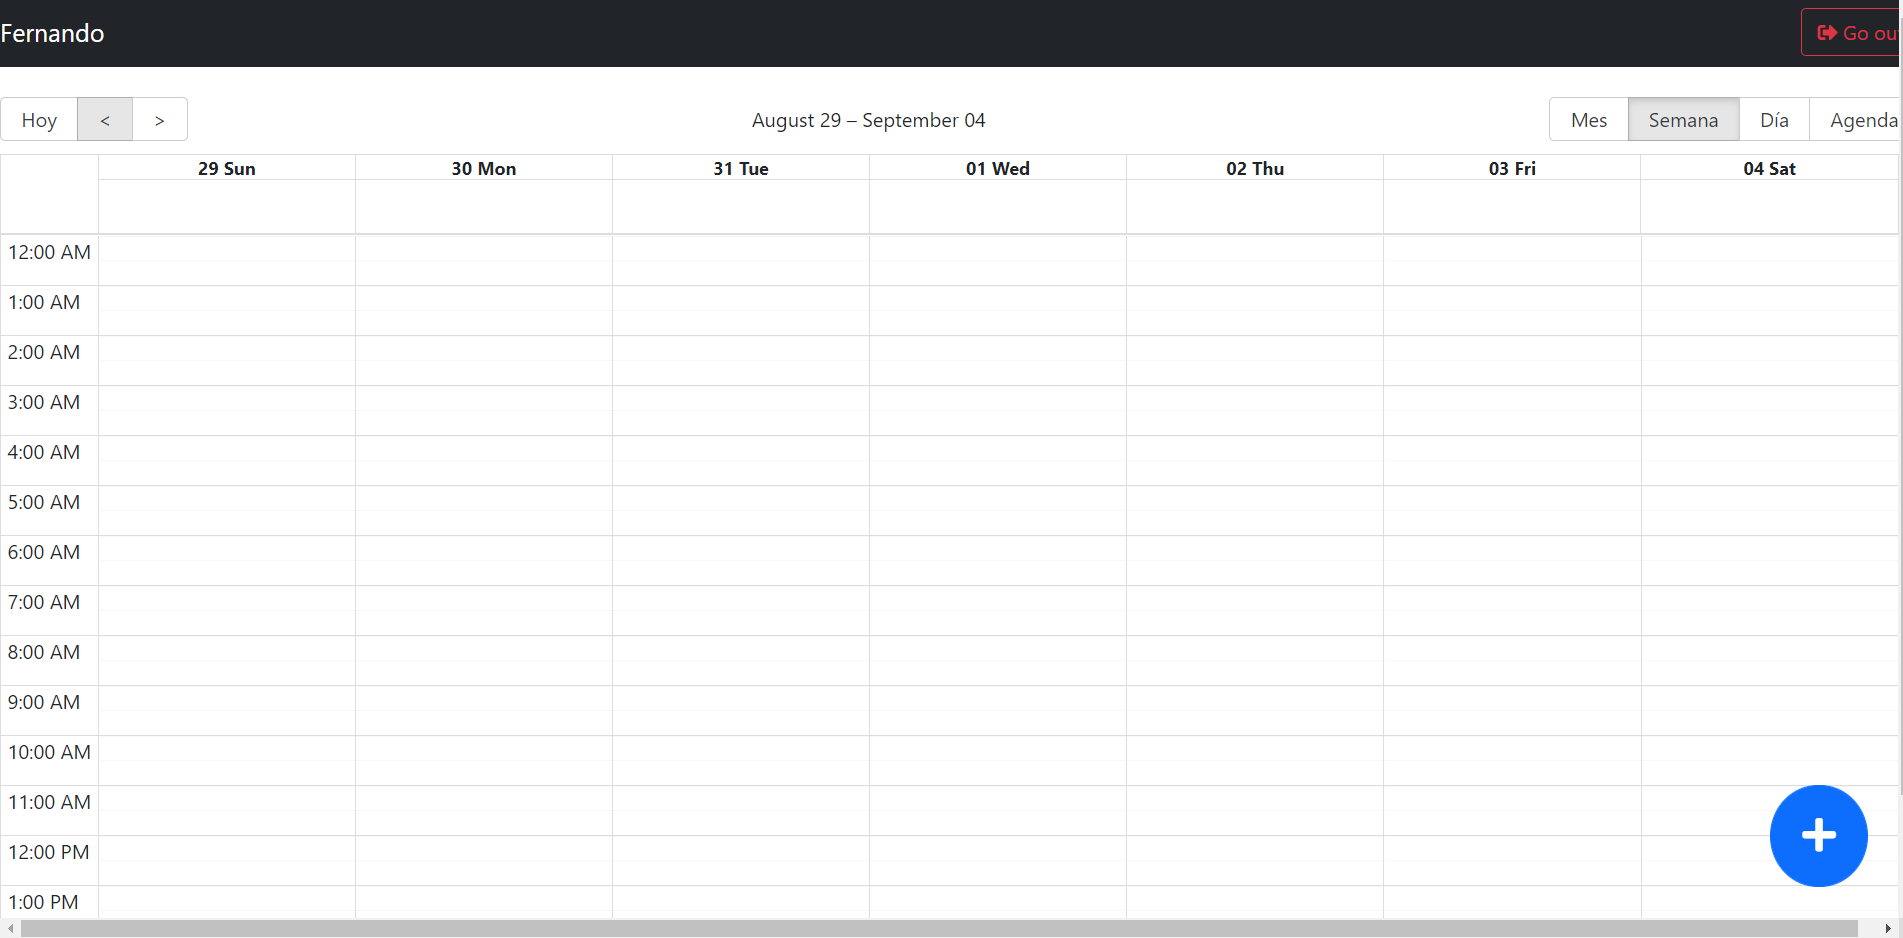 Fernando
Go ou
Hoy < >
August 29 – September 04
Mes Semana Día Agenda
29 Sun 30 Mon 31 Tue 01 Wed 02 Thu 03 Fri 04 Sat
12:00 AM
1:00 AM
2:00 AM
3:00 AM
4:00 AM
5:00 AM
6:00 AM
7:00 AM
8:00 AM
9:00 AM
10:00 AM
11:00 AM
12:00 PM
1:00 PM